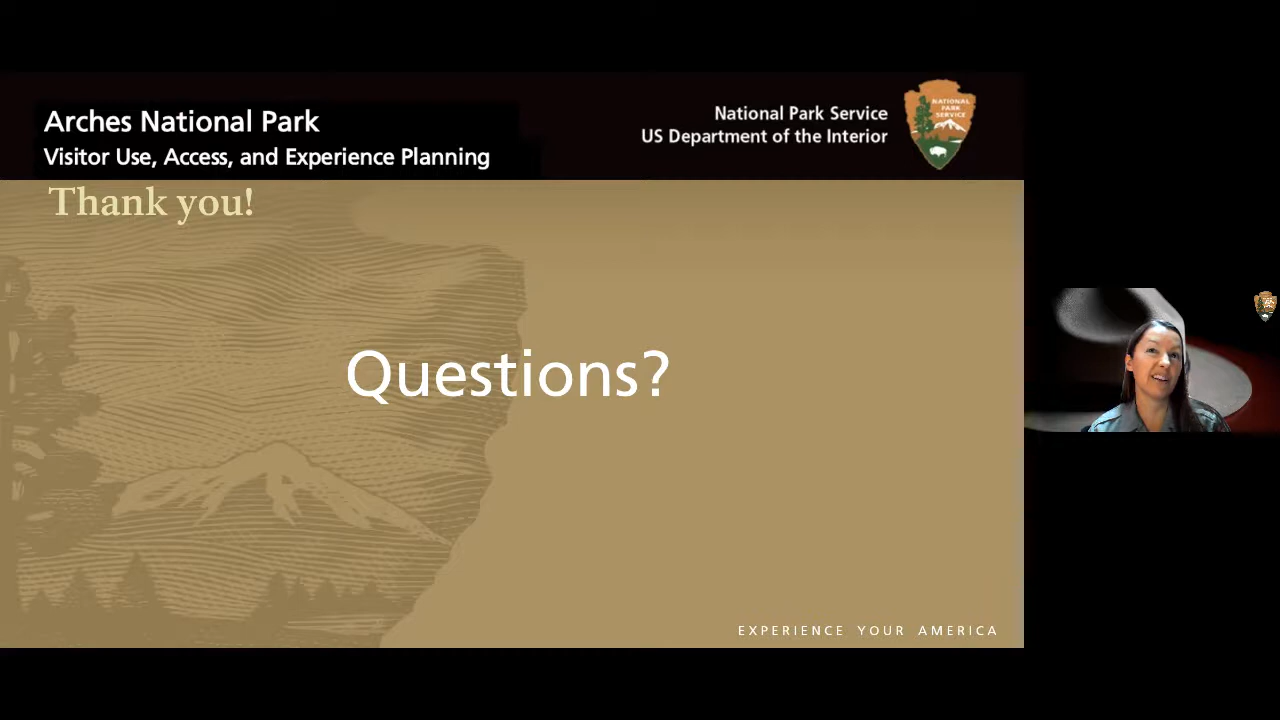 Arches National Park
Visitor Use, Access, and Experience Planning
National Park Service
US Department of the Interior
NATIONAL
PARK
SERVICE
Thank you!
Questions?
EXPERIENCE YOUR AMERICA